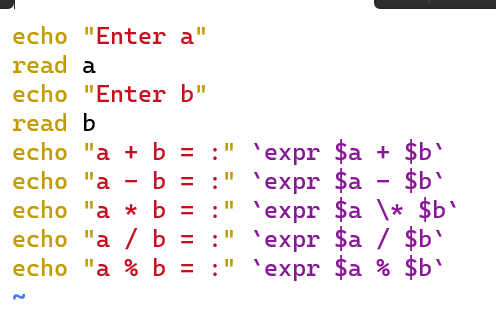 echo "Enter a"
read a
echo "Enter b"
read b
echo "a + b = :" `expr $a + $b`
echo "a - b = :" `expr $a - $b`
echo "a * b = :" `expr $a \* $b`
echo "a / b = :" `expr $a / $b`
echo "a % b = :" `expr $a % $b`
~